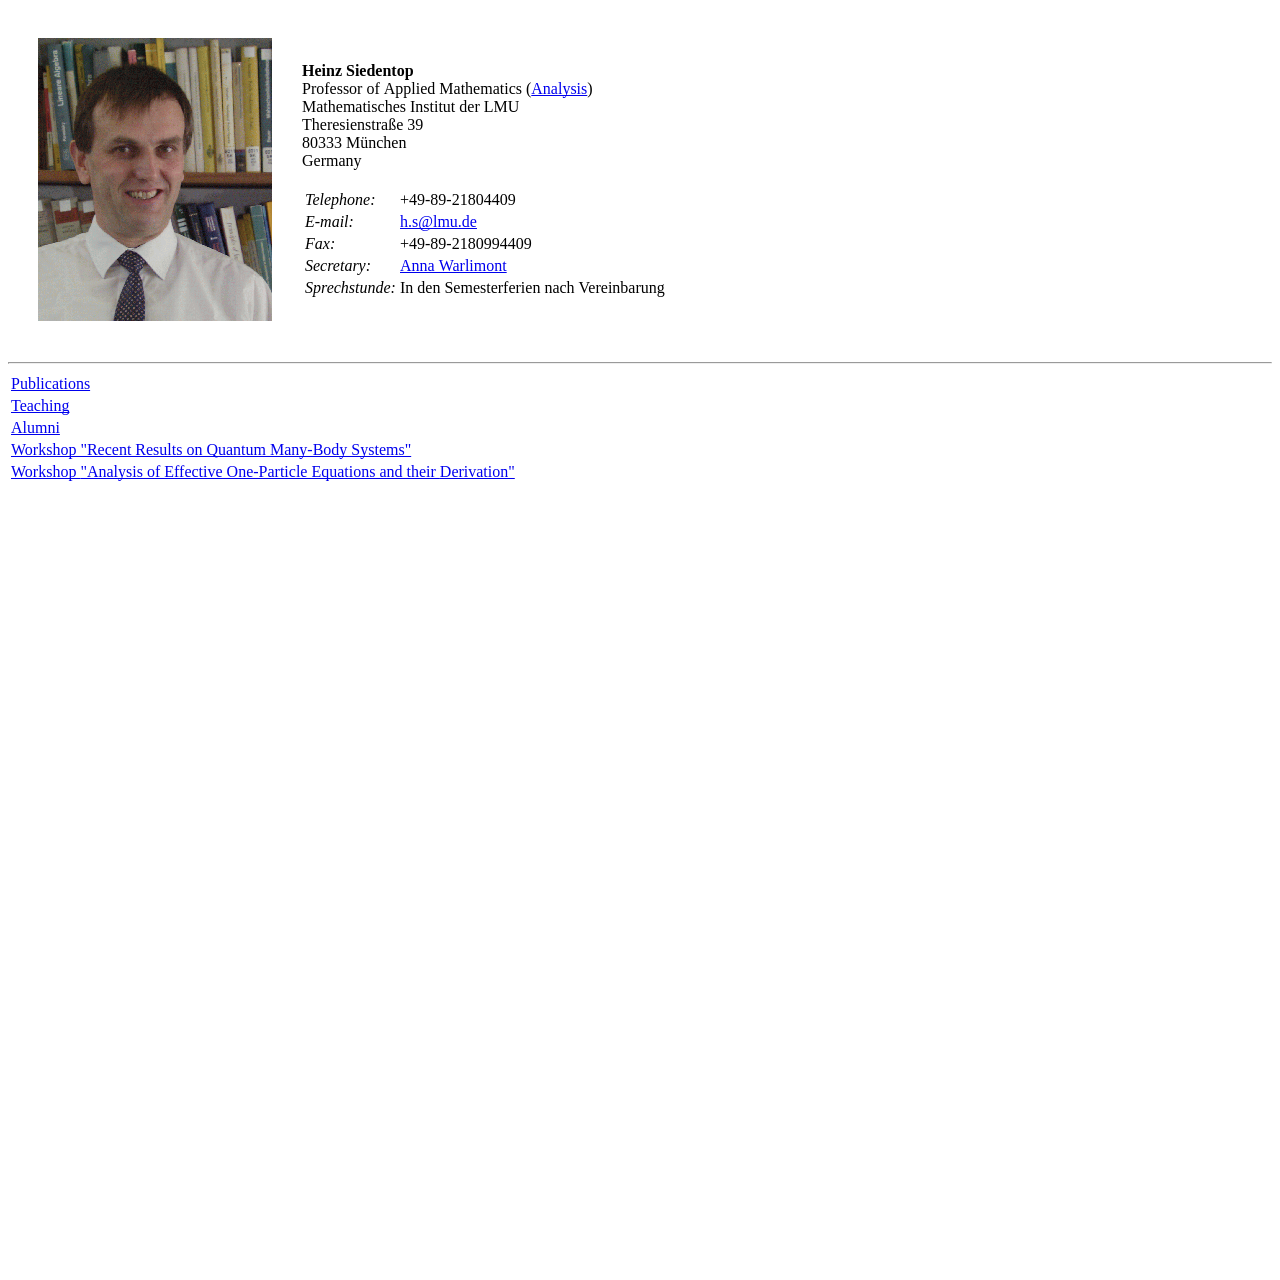 Lineare Algebra
Heinz Siedentop
Professor of Applied Mathematics (Analysis)
Mathematisches Institut der LMU
Theresienstraße 39
80333 München
Germany
Telephone: +49-89-21804409
E-mail: h.s@lmu.de
Fax: +49-89-2180994409
Secretary: Anna Warlimont
Sprechstunde: In den Semesterferien nach Vereinbarung
Publications
Teaching
Alumni
Workshop "Recent Results on Quantum Many-Body Systems"
Workshop "Analysis of Effective One-Particle Equations and their Derivation"